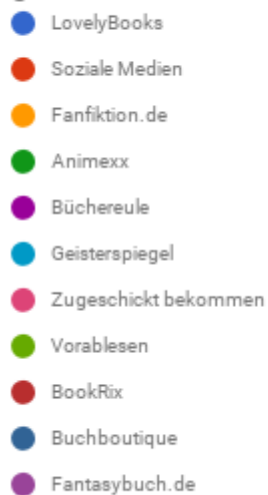 LovelyBooks
Soziale Medien
Fanfiktion.de
Animexx
Büchereule
Geisterspiegel
Zugeschickt bekommen
Vorablesen
BookRix
Buchboutique
Fantasybuch.de